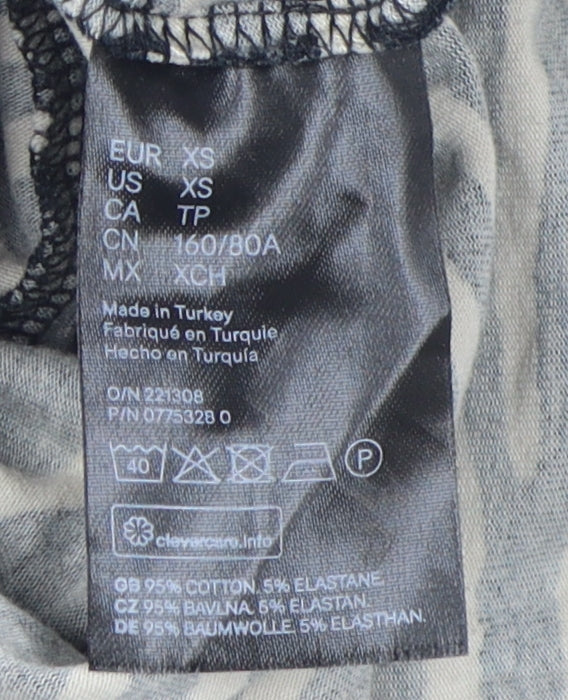 EUR XS
US XS
CA TP
CN 160/80A
MX XCH
Made in Turkey
Fabriqué en Turquie
Hecho en Turquía
O/N 221308
P/N 0775328 0
40
P
clevercare.info
GB 95% COTTON. 5% ELASTANE.
CZ 95% BAVLNA. 5% ELASTAN.
DE 95% BAUMWOLLE. 5% ELASTHAN.